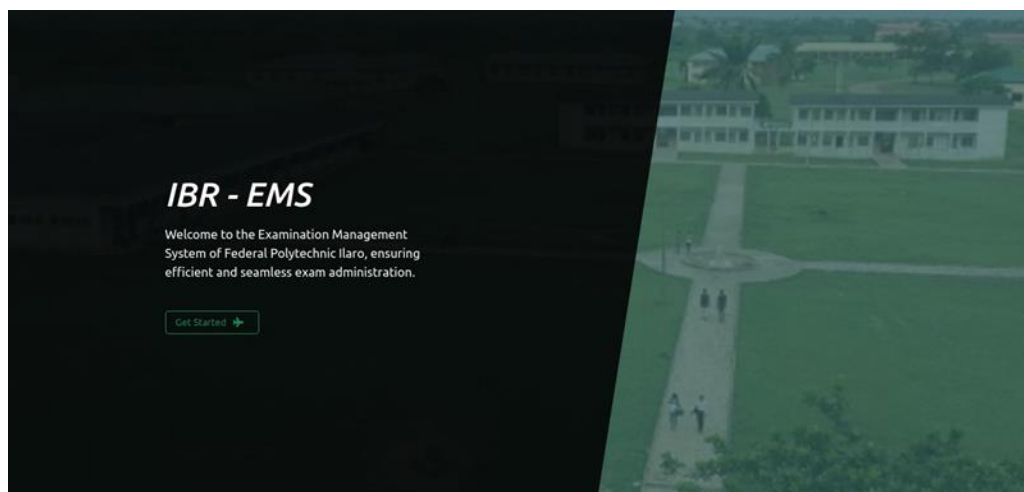 IBR - EMS
Welcome to the Examination Management
System of Federal Polytechnic Ilaro, ensuring
efficient and seamless exam administration.
Get Started